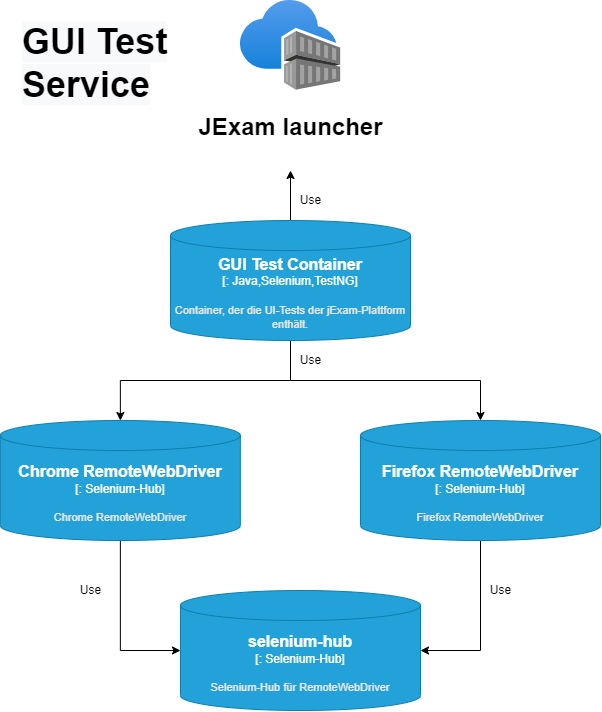 GUI Test
Service
JExam launcher
Use
GUI Test Container
[: Java,Selenium,TestNG]
Container, der die UI-Tests der jExam-Plattform
enthält.
Use
Chrome RemoteWebDriver
[: Selenium-Hub]
Chrome RemoteWebDriver
Firefox RemoteWebDriver
[: Selenium-Hub]
Firefox RemoteWebDriver
Use
Use
selenium-hub
[: Selenium-Hub]
Selenium-Hub für RemoteWebDriver